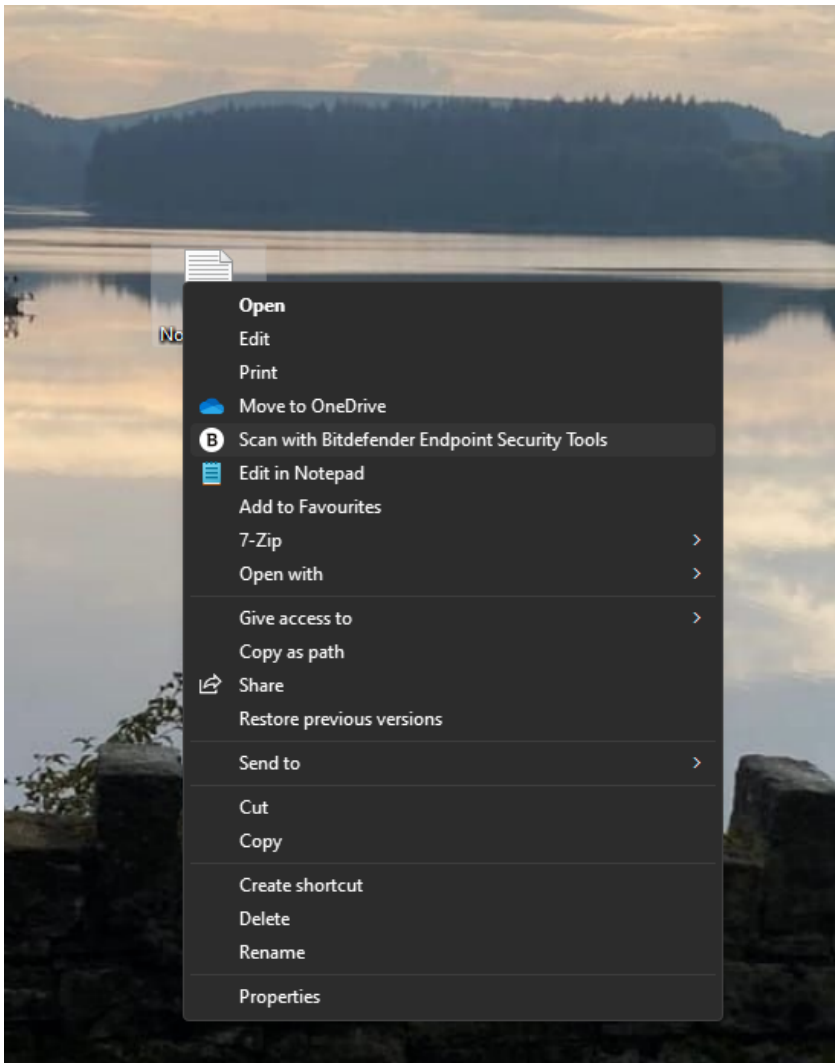 No
Open
Edit
Print
Move to OneDrive
B
Scan with Bitdefender Endpoint Security Tools
Edit in Notepad
Add to Favourites
7-Zip
Open with
Give access to
Copy as path
Share
Restore previous versions
Send to
Cut
Copy
Create shortcut
Delete
Rename
Properties